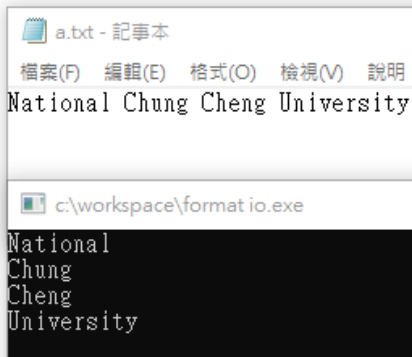 a.txt - 記事本
檔案(F) 編輯(E) 格式(O) 檢視(V) 說明
National Chung Cheng University
c:\workspace\format io.exe
National
Chung
Cheng
University